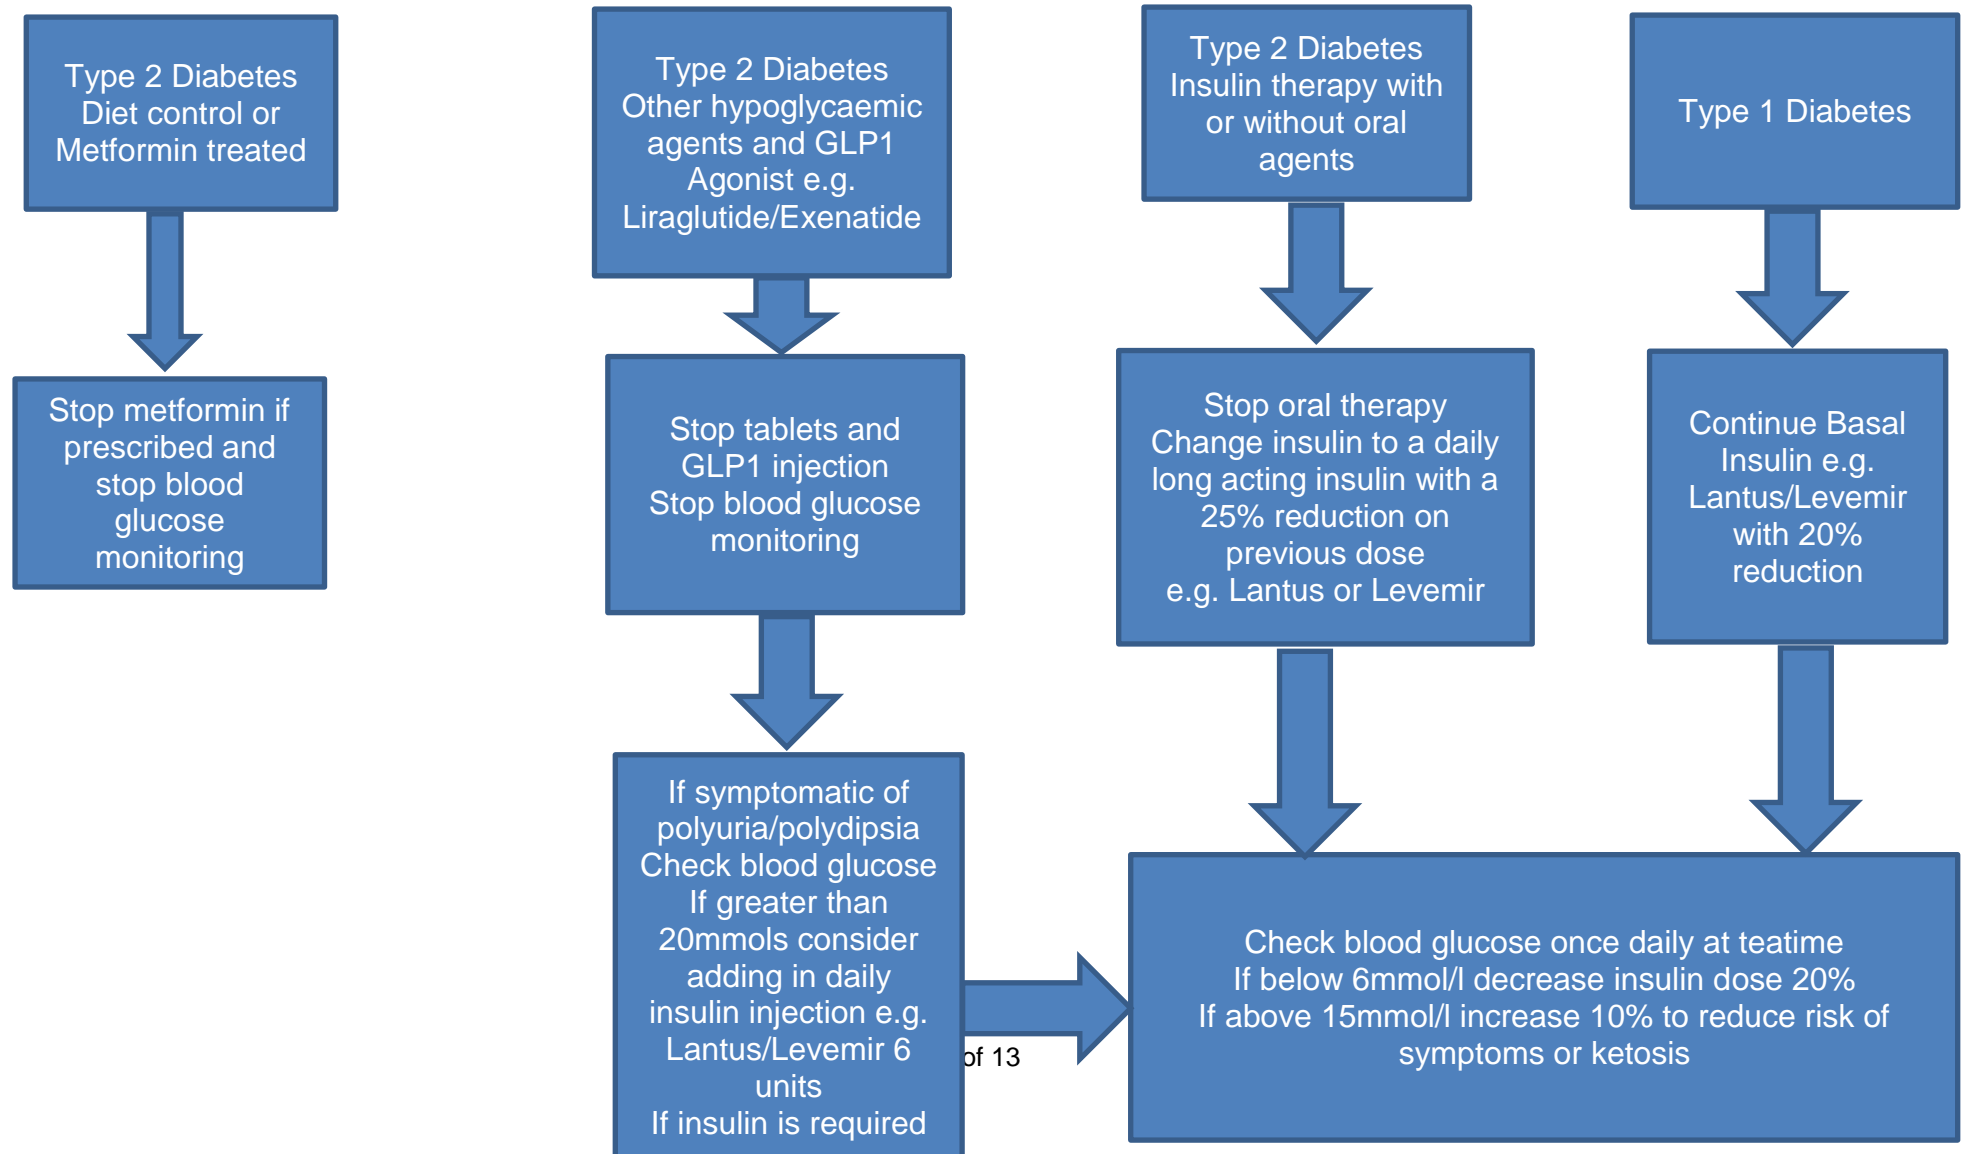 Type 2 Diabetes
Diet control or
Metformin treated
Stop metformin if
prescribed and
stop blood
glucose
monitoring
Type 2 Diabetes
Other hypoglycaemic
agents and GLP1
Agonist e.g.
Liraglutide/Exenatide
Stop tablets and
GLP1 injection
Stop blood glucose
monitoring
If symptomatic of
polyuria/polydipsia
Check blood glucose
If greater than
20mmols consider
adding in daily
insulin injection e.g.
Lantus/Levemir 6
units
If insulin is required
Type 2 Diabetes
Insulin therapy with
or without oral
agents
Stop oral therapy
Change insulin to a daily
long acting insulin with a
25% reduction on
previous dose
e.g. Lantus or Levemir
Type 1 Diabetes
Continue Basal
Insulin e.g.
Lantus/Levemir
with 20%
reduction
Check blood glucose once daily at teatime
If below 6mmol/l decrease insulin dose 20%
If above 15mmol/l increase 10% to reduce risk of
symptoms or ketosis
of 13